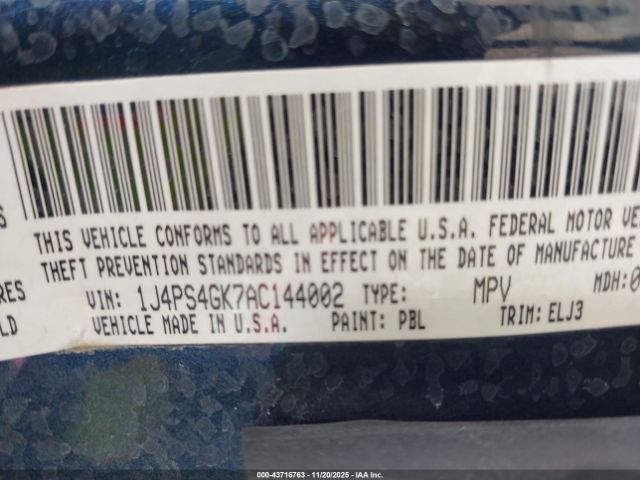 S
THIS VEHICLE CONFORMS TO ALL APPLICABLE U.S.A. FEDERAL MOTOR VE
THEFT PREVENTION STANDARDS IN EFFECT ON THE DATE OF MANUFACTURE
RES VIN: 1J4PS4GK7AC144002 TYPE: MPV MDH:0
LD VEHICLE MADE IN U.S.A. PAINT: PBL TRIM: ELJ3
000-43716763 - 11/20/2025 - IAA Inc.